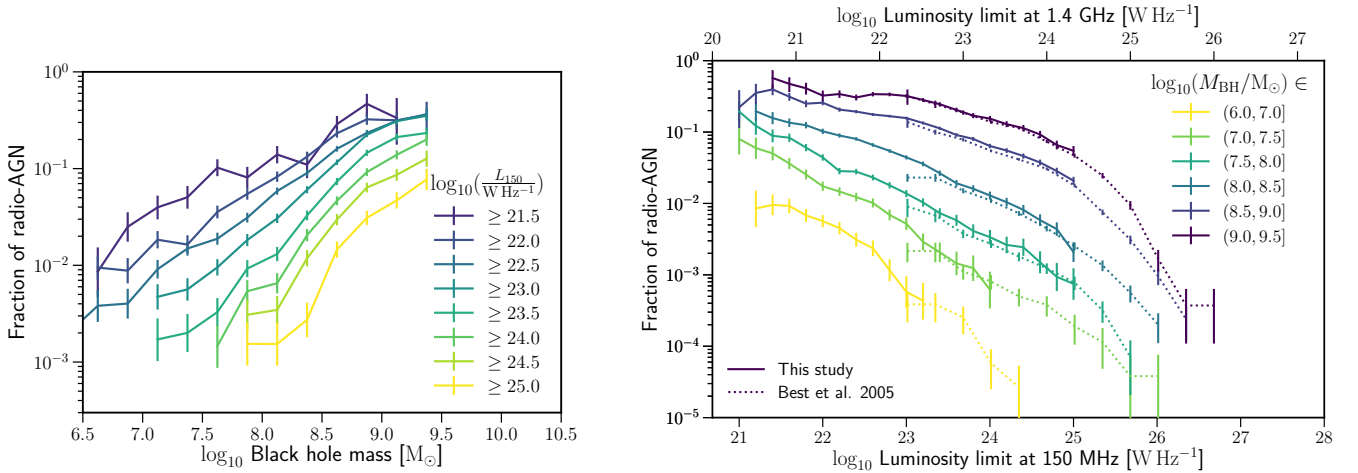 10⁰
10⁻¹
10⁻²
10⁻³
Fraction of radio-AGN
6.5 7.0 7.5 8.0 8.5 9.0 9.5 10.0 10.5
log₁₀ Black hole mass [M⊙]
log₁₀(L₁₅₀/W Hz⁻¹)
≥ 21.5
≥ 22.0
≥ 22.5
≥ 23.0
≥ 23.5
≥ 24.0
≥ 24.5
≥ 25.0
log₁₀ Luminosity limit at 1.4 GHz [W Hz⁻¹]
20 21 22 23 24 25 26 27
10⁰
10⁻¹
10⁻²
10⁻³
10⁻⁴
10⁻⁵
Fraction of radio-AGN
log₁₀(M_BH/M⊙) ∈
(6.0, 7.0]
(7.0, 7.5]
(7.5, 8.0]
(8.0, 8.5]
(8.5, 9.0]
(9.0, 9.5]
This study
Best et al. 2005
21 22 23 24 25 26 27 28
log₁₀ Luminosity limit at 150 MHz [W Hz⁻¹]